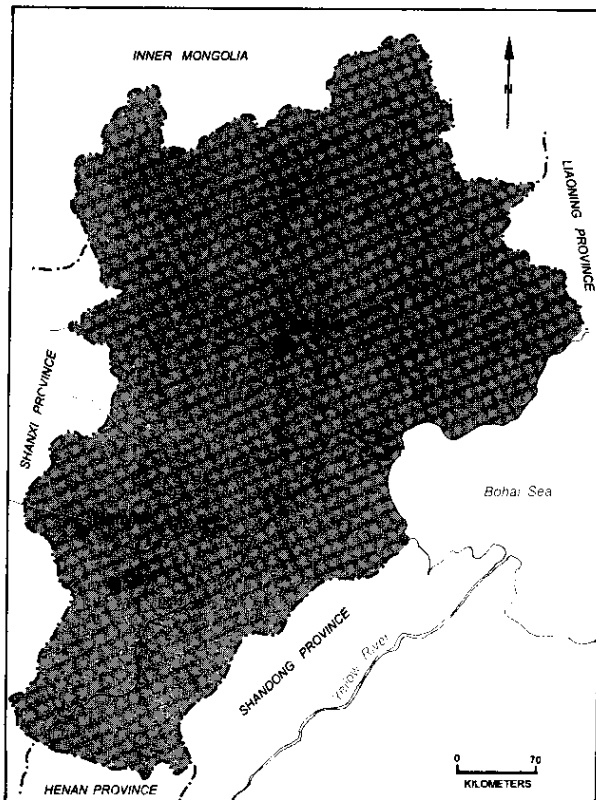 INNER MONGOLIA
N
LIAONING PROVINCE
SHANXI PROVINCE
Bohai Sea
SHANDONG PROVINCE
Yellow River
0 70
KILOMETERS
HENAN PROVINCE